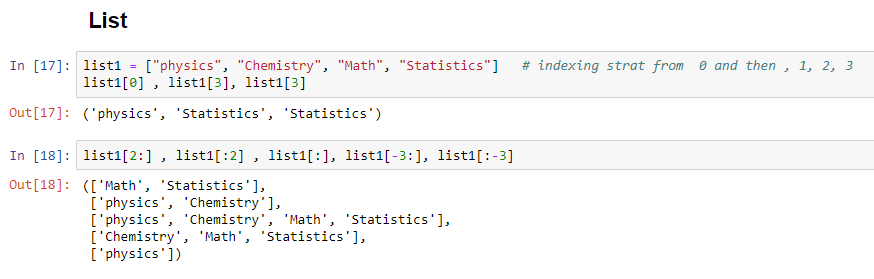 List
In [17]: list1 = ["physics", "Chemistry", "Math", "Statistics"]   # indexing strat from  0 and then , 1, 2, 3
list1[0] , list1[3], list1[3]
Out[17]: ('physics', 'Statistics', 'Statistics')
In [18]: list1[2:] , list1[:2] , list1[:], list1[-3:], list1[:-3]
Out[18]: (['Math', 'Statistics'],
['physics', 'Chemistry'],
['physics', 'Chemistry', 'Math', 'Statistics'],
['Chemistry', 'Math', 'Statistics'],
['physics'])